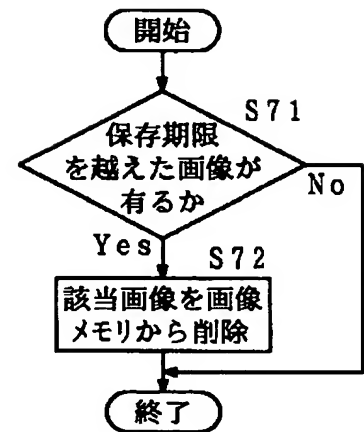 開始
S71
保存期限
を越えた画像が
有るか
No
Yes
S72
該当画像を画像
メモリから削除
終了